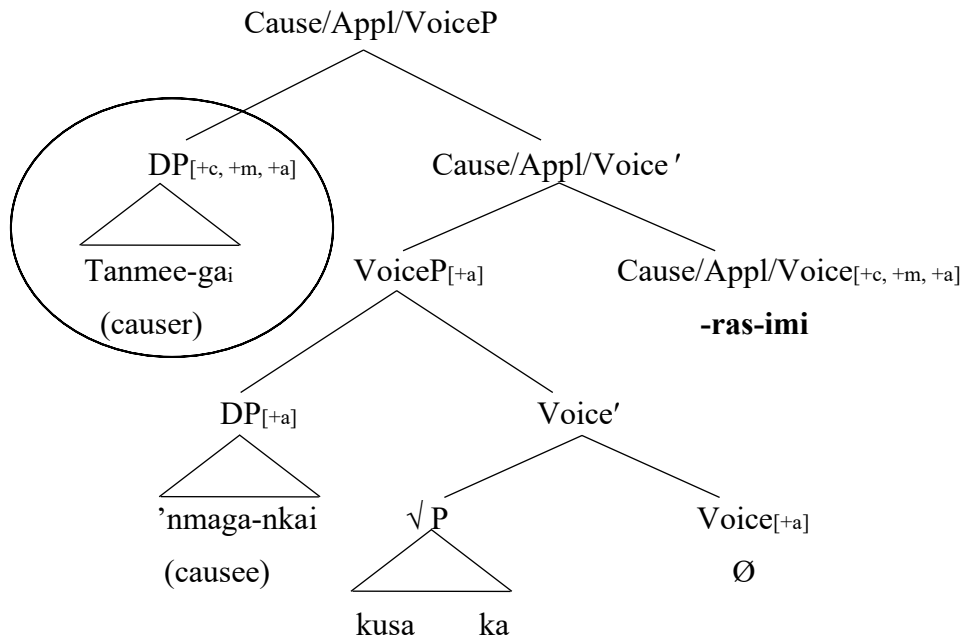 Cause/Appl/VoiceP
DP[+c, +m, +a] Cause/Appl/Voice ′
Tanmee-gai VoiceP[+a] Cause/Appl/Voice[+c, +m, +a]
(causer) -ras-imi
DP[+a] Voice′
’nmaga-nkai √ P Voice[+a]
(causee) Ø
kusa ka